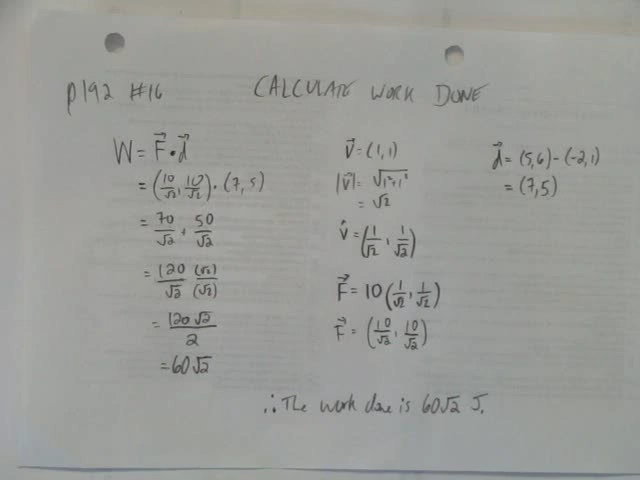 p192 #16 CALCULATE WORK DONE
W = F⃗ • d⃗
= (10/√2, 10/√2) • (7,5)
= 70/√2 + 50/√2
= 120/√2 (√2)/(√2)
= 120√2/2
= 60√2
v⃗ = (1,1)
|v⃗| = √1²+1²
= √2
v̂ = (1/√2, 1/√2)
F⃗ = 10(1/√2, 1/√2)
F⃗ = (10/√2, 10/√2)
d⃗ = (5,6) - (-2,1)
= (7,5)
∴ The work done is 60√2 J.